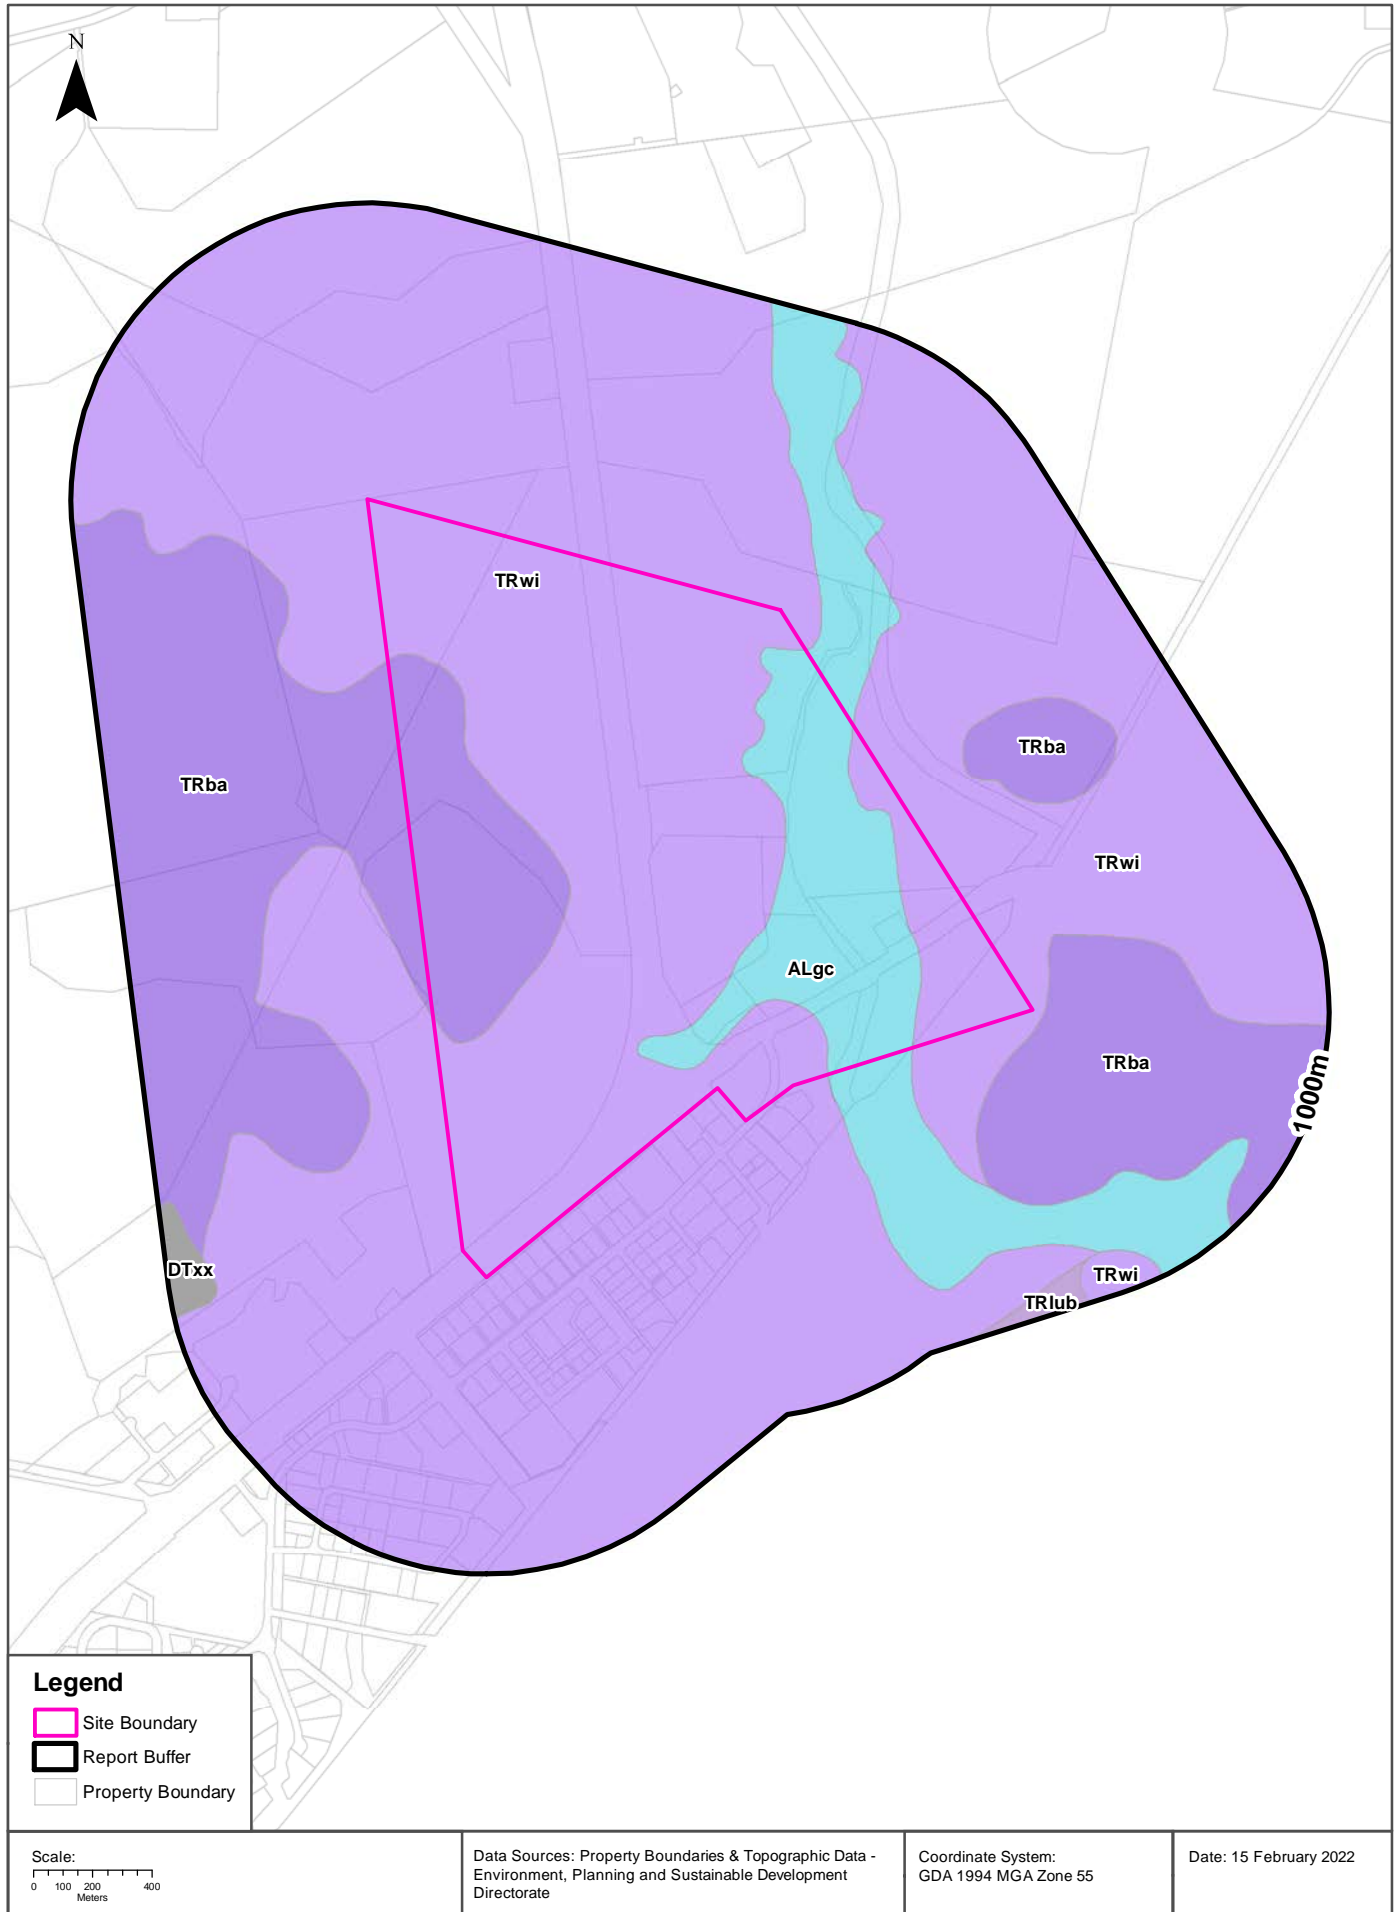 N
TRwi
TRba
TRba
TRwi
ALgc
TRba
1000m
DTxx
TRwi
TRlub
Legend
Site Boundary
Report Buffer
Property Boundary
Scale:
0 100 200 400
Meters
Data Sources: Property Boundaries & Topographic Data -
Environment, Planning and Sustainable Development
Directorate
Coordinate System:
GDA 1994 MGA Zone 55
Date: 15 February 2022